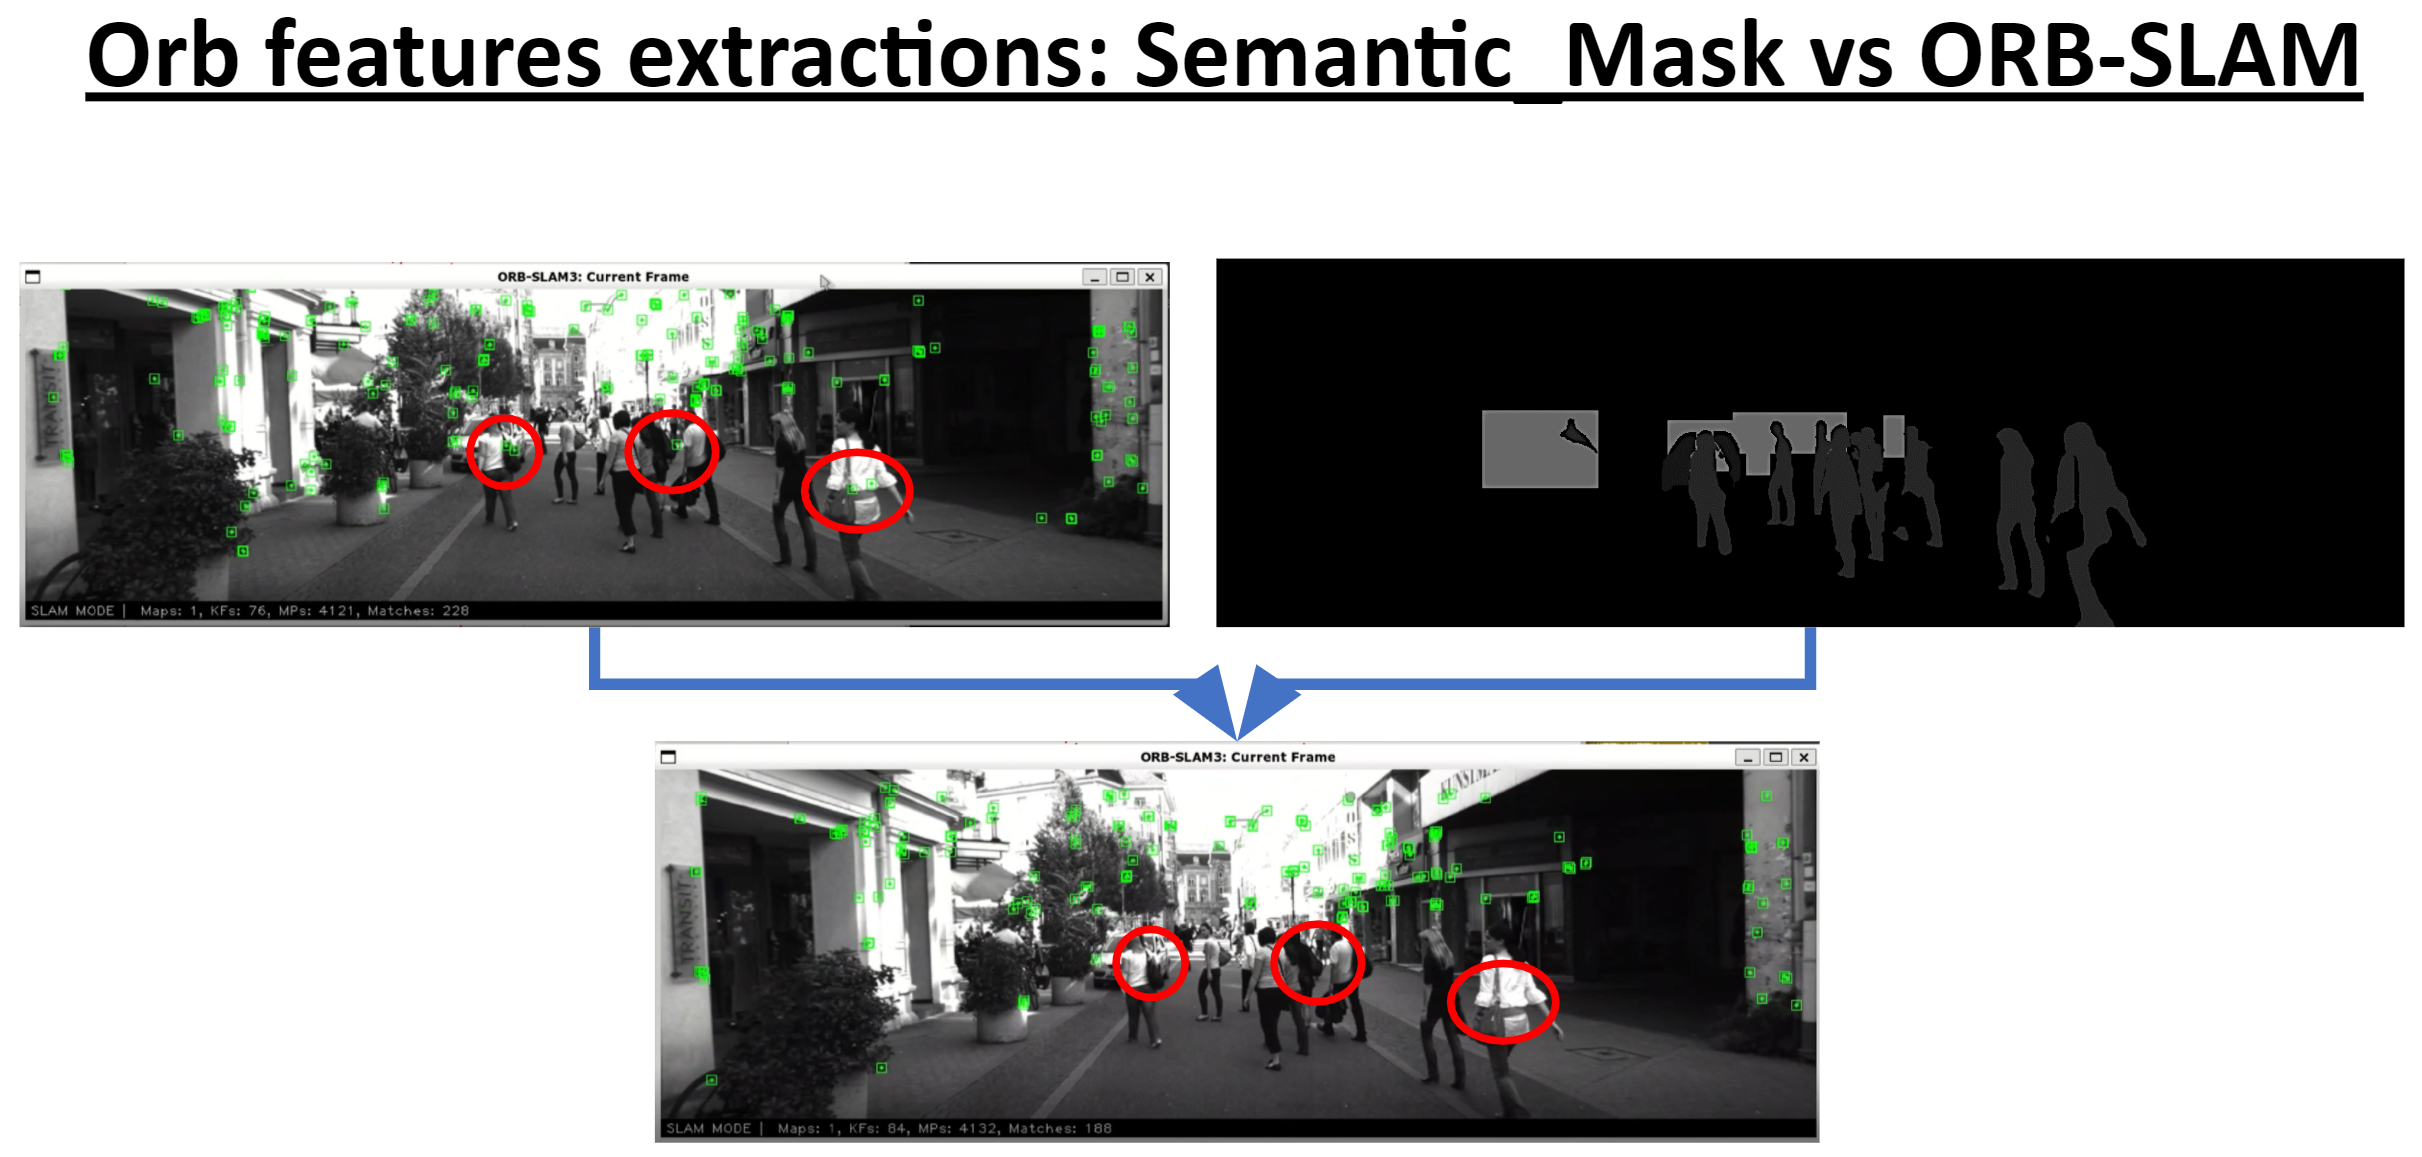 Orb features extractions: Semantic_Mask vs ORB-SLAM
ORB-SLAM3: Current Frame
TRANSIT
SLAM MODE | Maps: 1, KFs: 76, MPs: 4121, Matches: 228
ORB-SLAM3: Current Frame
TRANSIT
SLAM MODE | Maps: 1, KFs: 84, MPs: 4132, Matches: 188